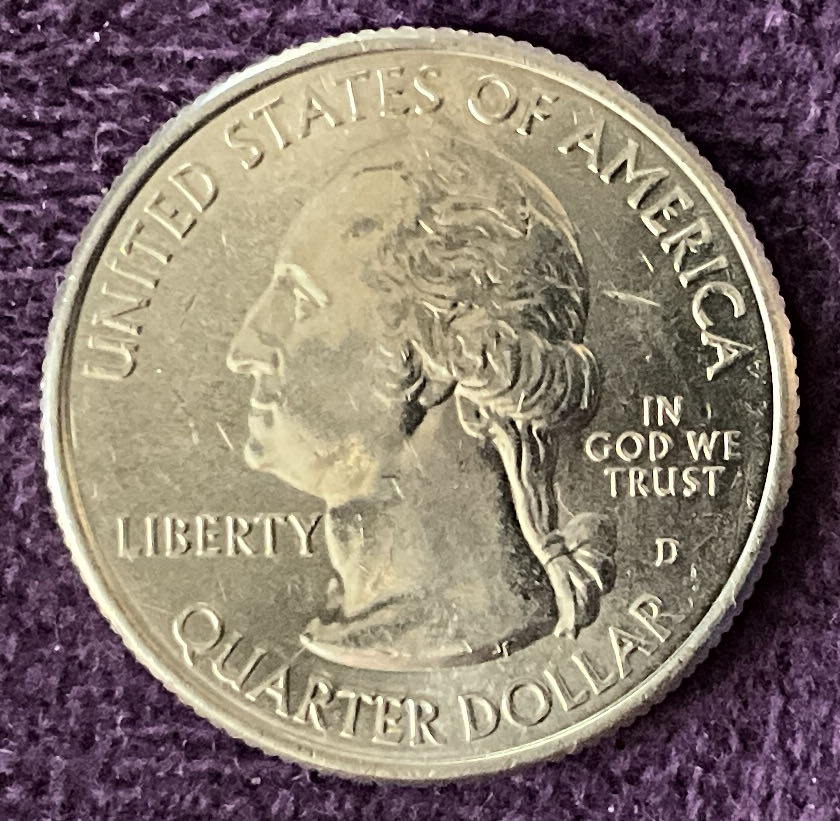 UNITED STATES OF AMERICA
LIBERTY
IN
GOD WE
TRUST
D
QUARTER DOLLAR